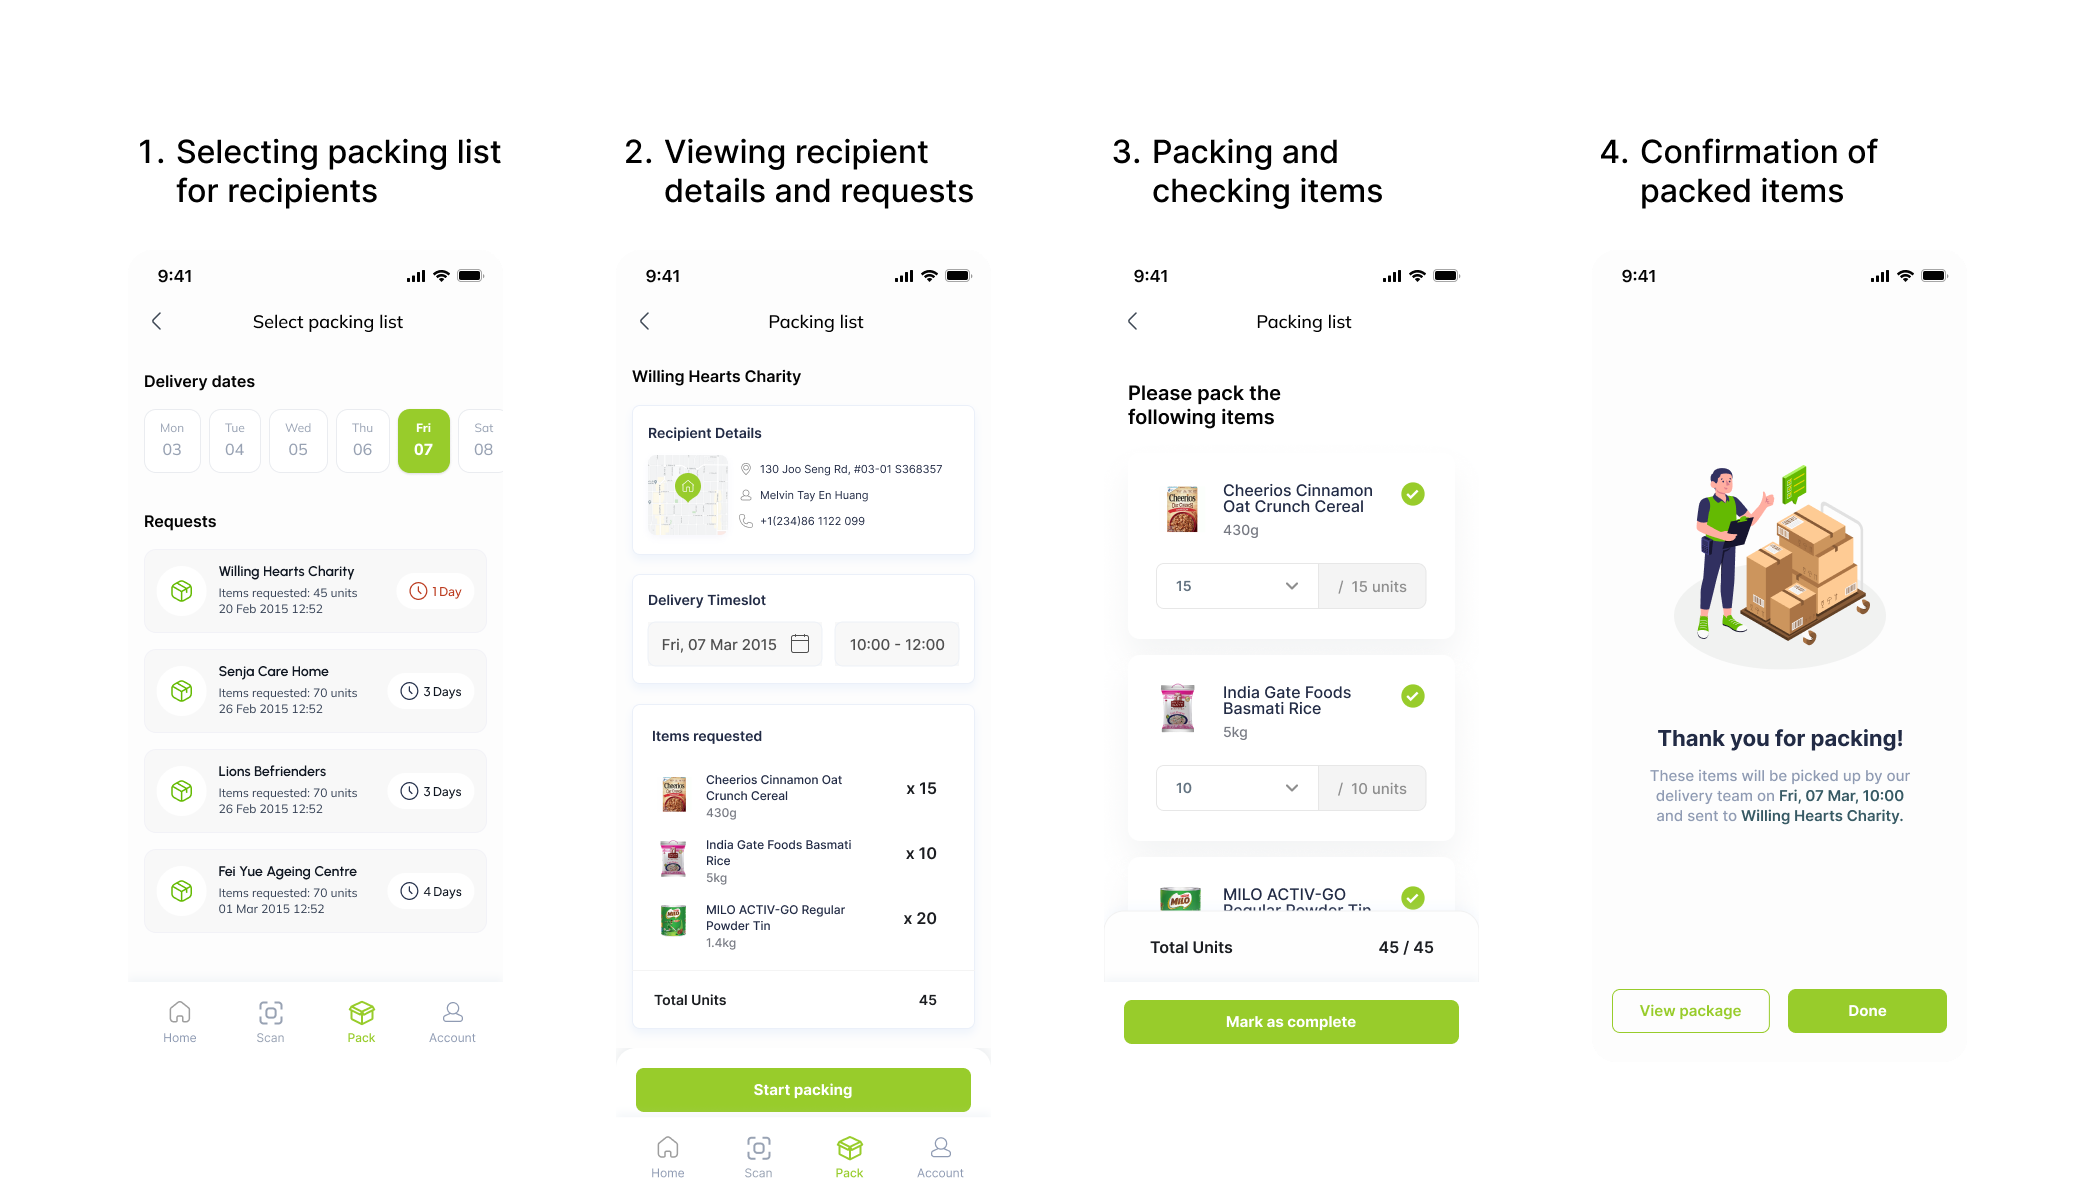 1. Selecting packing list
for recipients
9:41
Select packing list
Delivery dates
Mon Tue Wed Thu Fri Sat
03 04 05 06 07 08
Requests
Willing Hearts Charity
Items requested: 45 units
20 Feb 2015 12:52
1 Day
Senja Care Home
Items requested: 70 units
26 Feb 2015 12:52
3 Days
Lions Befrienders
Items requested: 70 units
26 Feb 2015 12:52
3 Days
Fei Yue Ageing Centre
Items requested: 70 units
01 Mar 2015 12:52
4 Days
Home Scan Pack Account
2. Viewing recipient
details and requests
9:41
Packing list
Willing Hearts Charity
Recipient Details
130 Joo Seng Rd, #03-01 S368357
Melvin Tay En Huang
+1(234)86 1122 099
Delivery Timeslot
Fri, 07 Mar 2015 10:00 - 12:00
Items requested
Cheerios
Cheerios Cinnamon Oat
Crunch Cereal
430g
x 15
India Gate Foods Basmati
Rice
5kg
x 10
MILO
MILO ACTIV-GO Regular
Powder Tin
1.4kg
x 20
Total Units 45
Start packing
Home Scan Pack Account
3. Packing and
checking items
9:41
Packing list
Please pack the
following items
Cheerios
Cheerios Cinnamon
Oat Crunch Cereal
430g
15 / 15 units
India Gate Foods
Basmati Rice
5kg
10 / 10 units
MILO
MILO ACTIV-GO
Regular Powder Tin
Total Units 45 / 45
Mark as complete
4. Confirmation of
packed items
9:41
Thank you for packing!
These items will be picked up by our
delivery team on Fri, 07 Mar, 10:00
and sent to Willing Hearts Charity.
View package Done